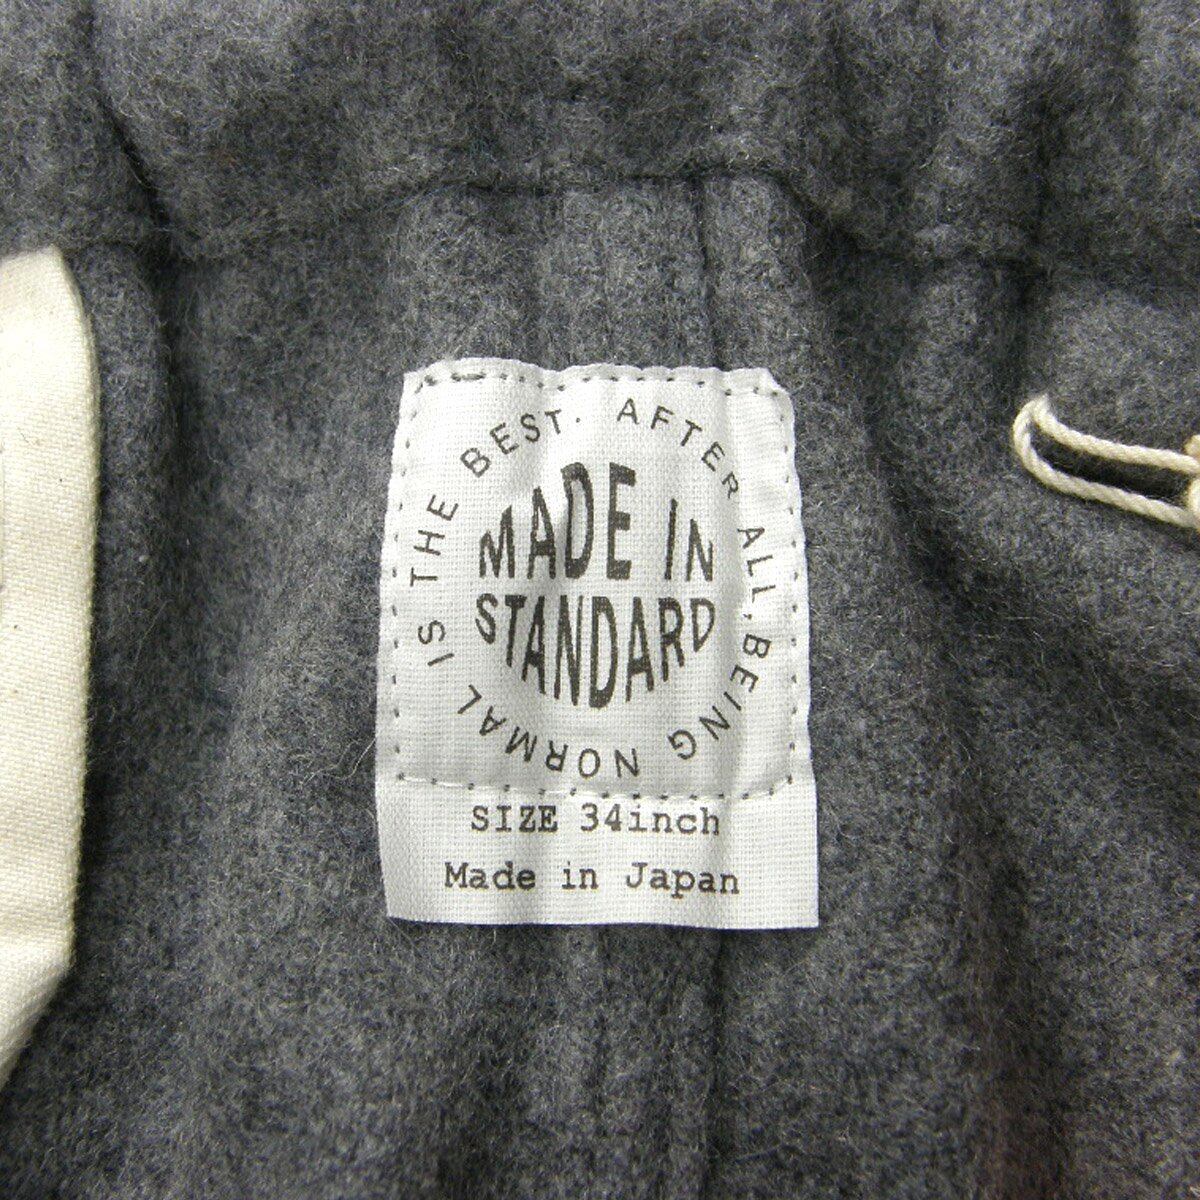 AFTER ALL, BEING NORMAL IS THE BEST.
MADE IN
STANDARD
SIZE 34inch
Made in Japan